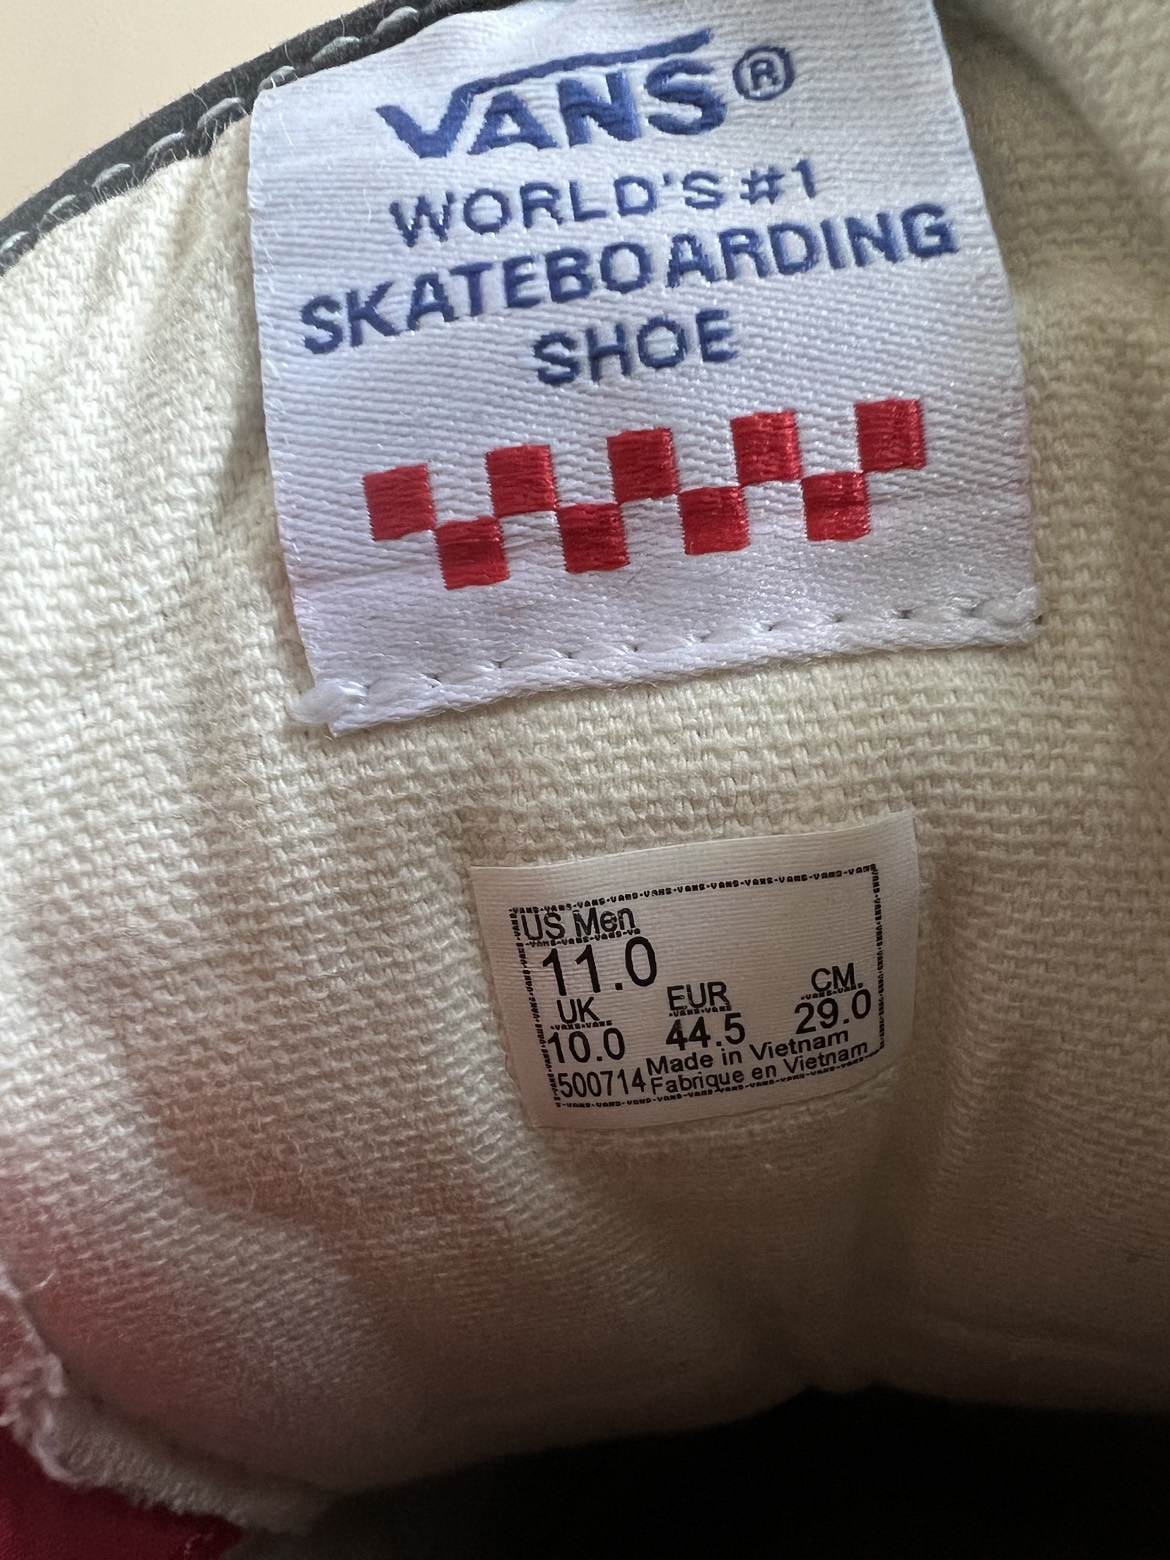 VANS®
WORLD'S #1
SKATEBOARDING
SHOE
US Men
11.0
UK EUR CM
10.0 44.5 29.0
Made in Vietnam
500714 Fabrique en Vietnam